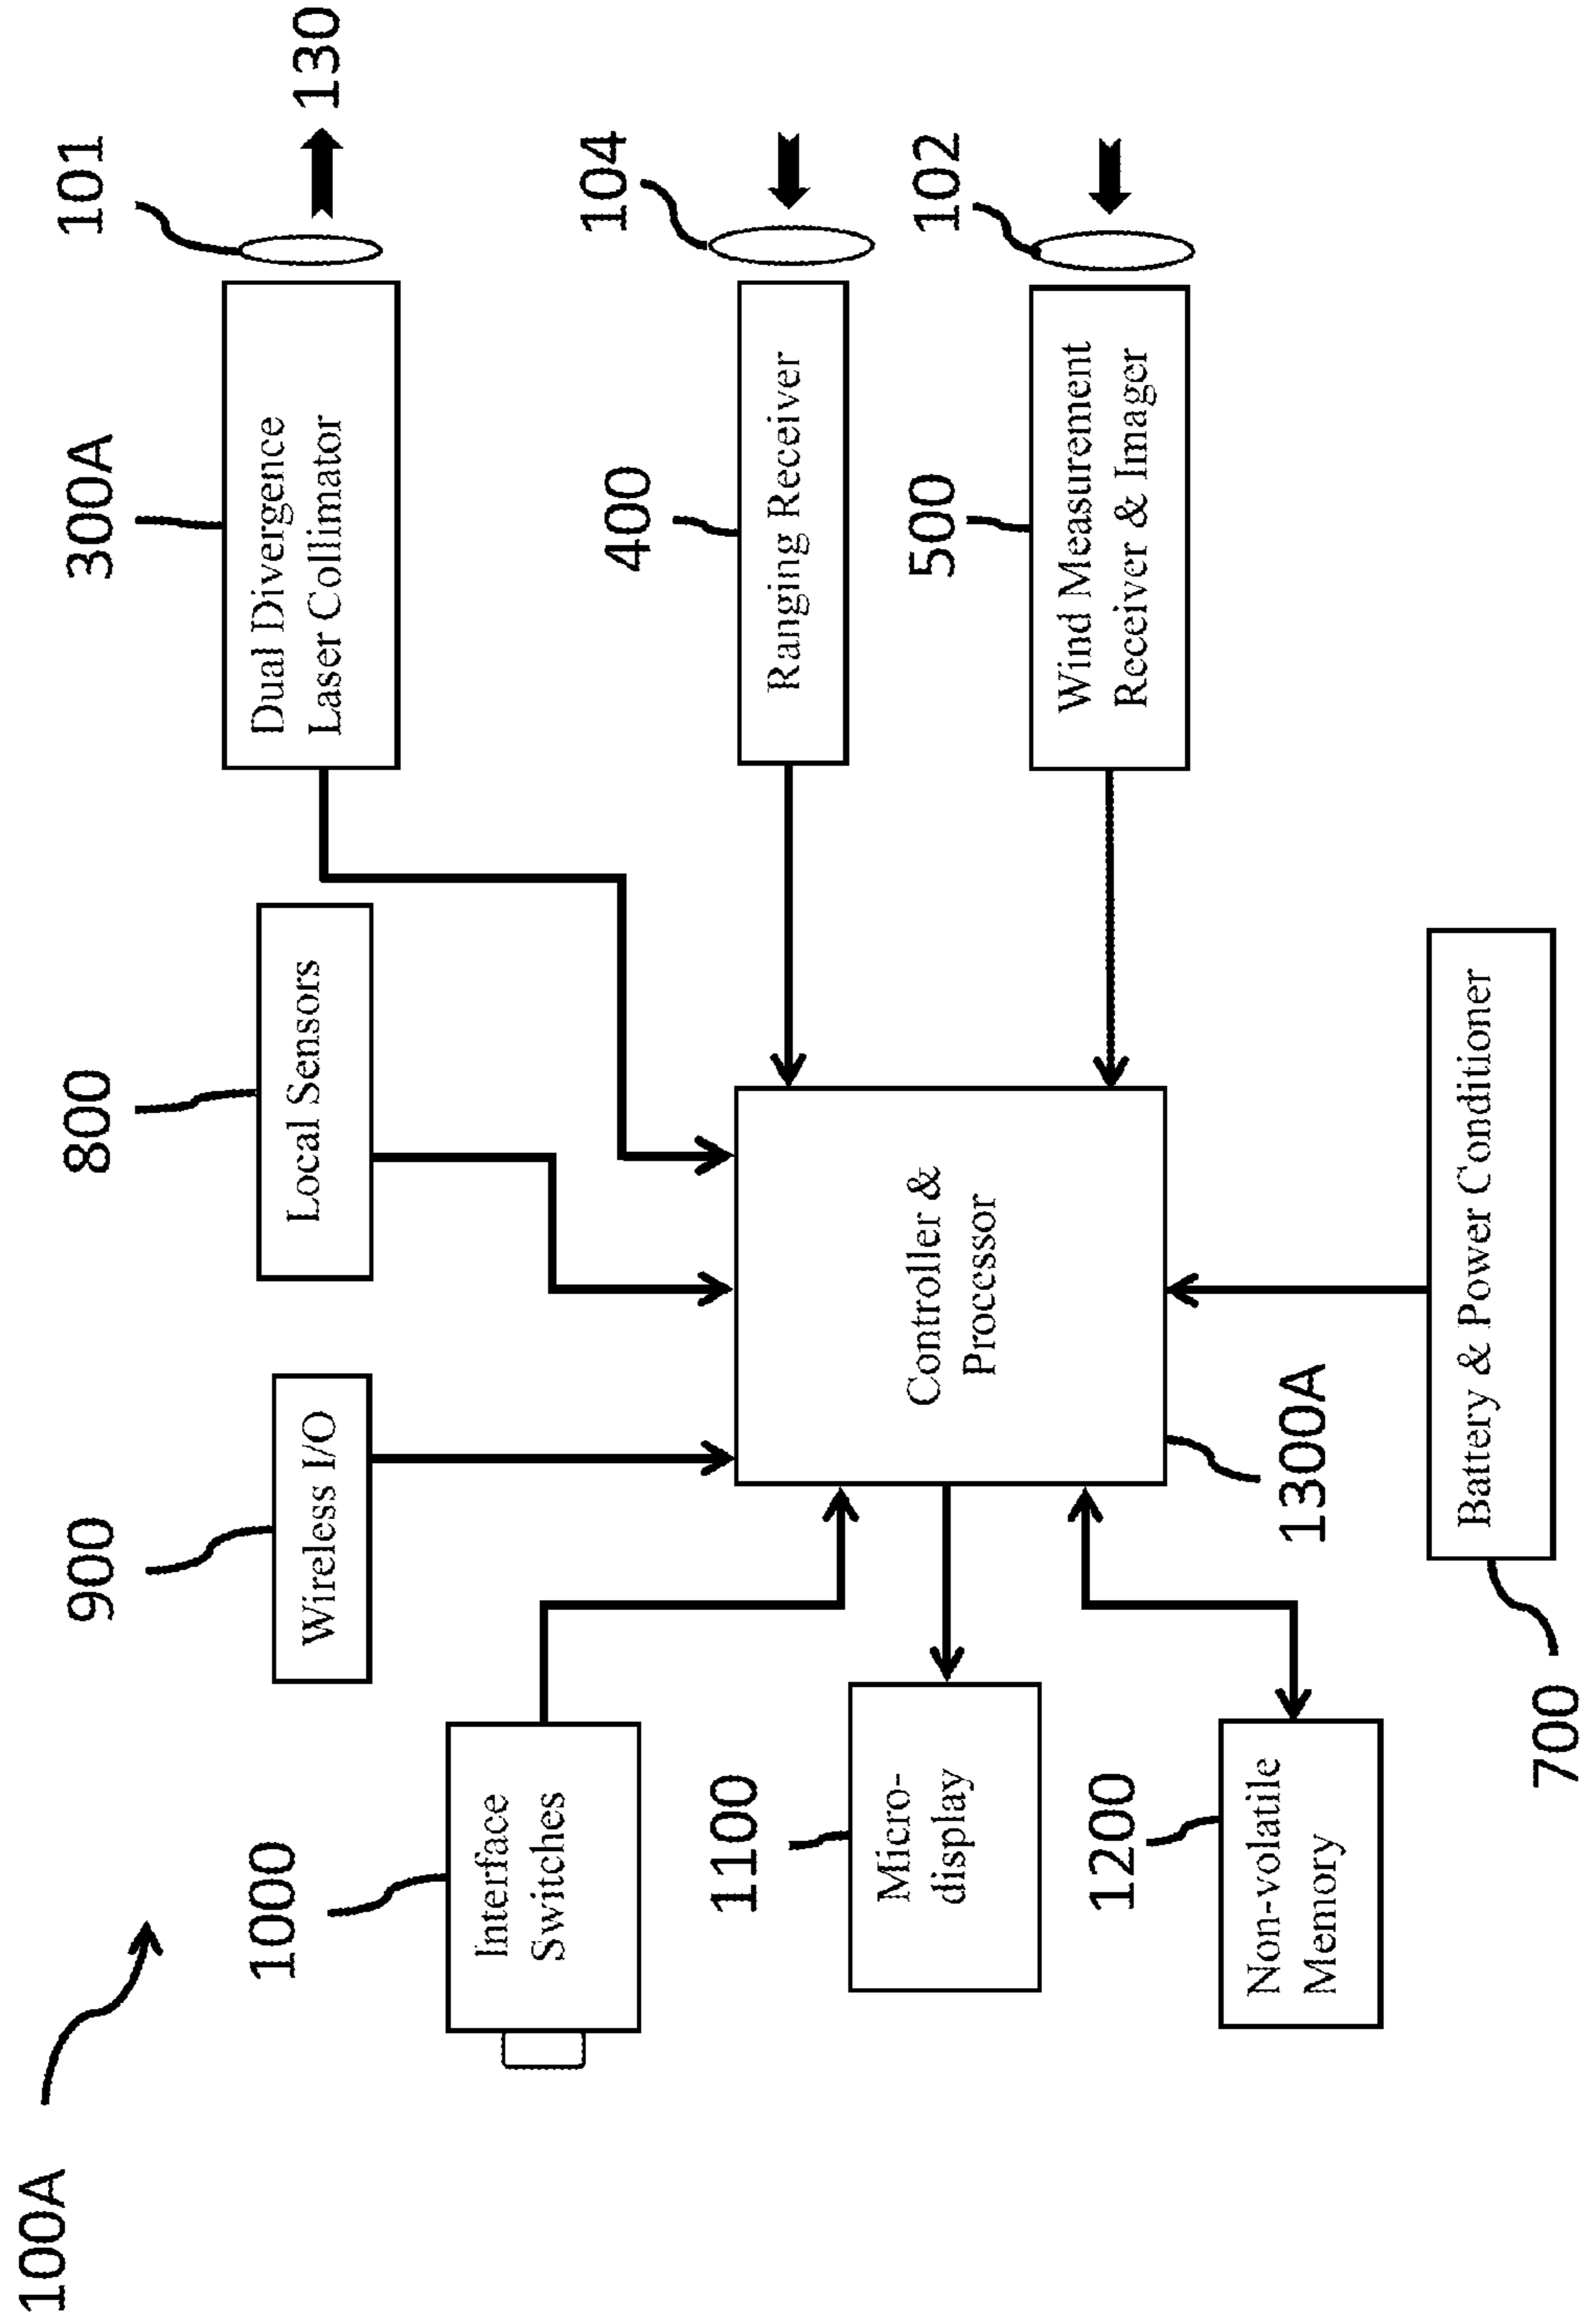 100A
900
800
300A
101
1000
Wireless I/O
Local Sensors
Dual Divergence
Laser Collimator
130
Interface
Switches
400
104
1100
Ranging Receiver
Micro-
display
Controller &
Processor
500
102
Wind Measurement
Receiver & Imager
1200
Non-volatile
Memory
1300A
Battery & Power Conditioner
700